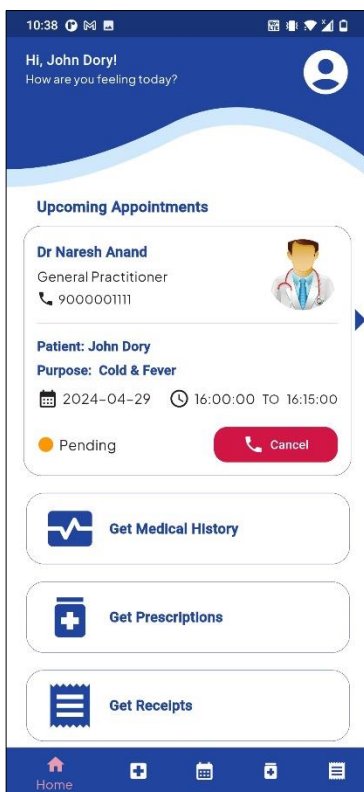 10:38
Hi, John Dory!
How are you feeling today?
Upcoming Appointments
Dr Naresh Anand
General Practitioner
9000001111
Patient: John Dory
Purpose: Cold & Fever
2024-04-29 16:00:00 TO 16:15:00
Pending Cancel
Get Medical History
Get Prescriptions
Get Receipts
Home